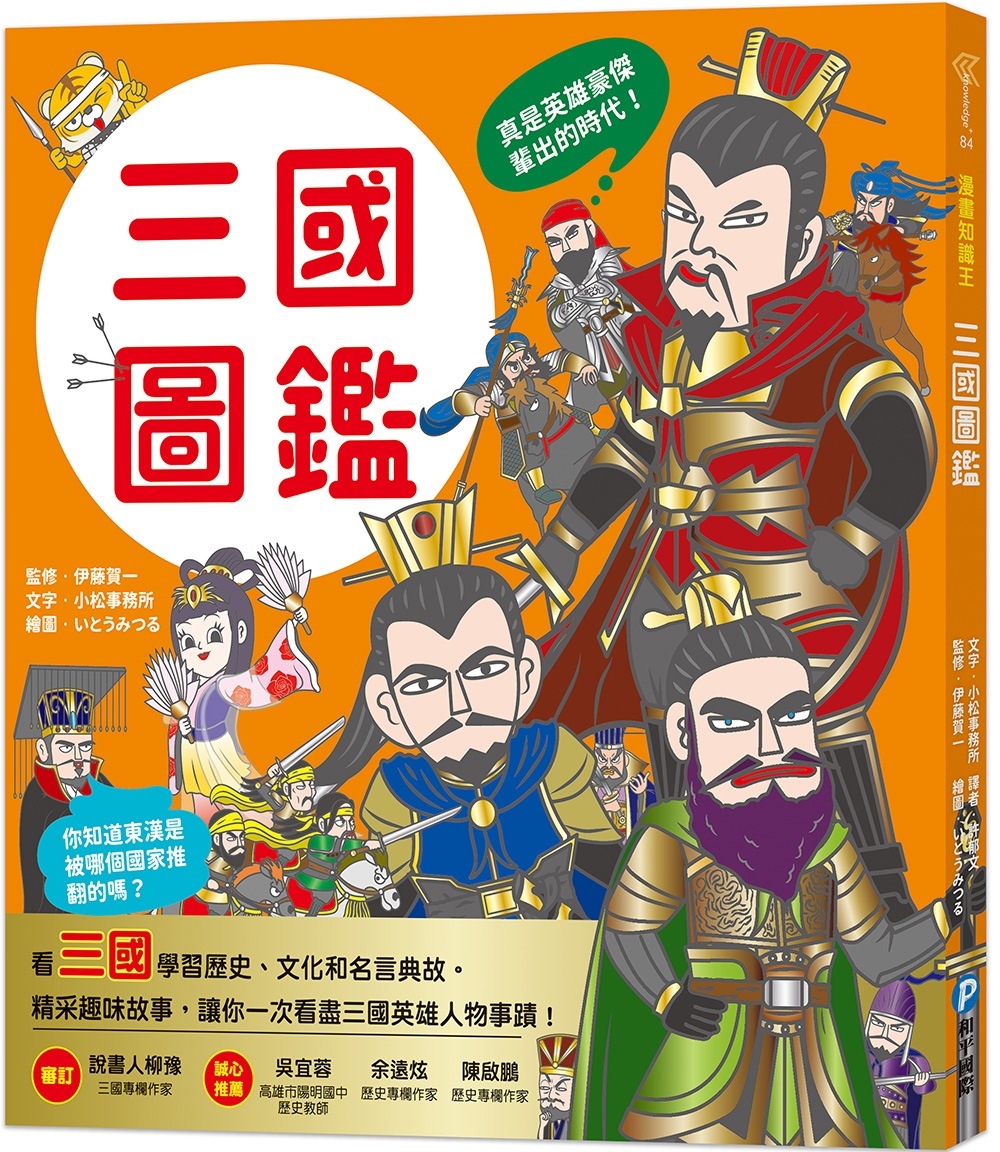 真是英雄豪傑
輩出的時代！
三國
圖鑑
監修．伊藤賀一
文字．小松事務所
繪圖．いとうみつる
你知道東漢是
被哪個國家推
翻的嗎？
看三國學習歷史、文化和名言典故。
精采趣味故事，讓你一次看盡三國英雄人物事蹟！
審訂
說書人柳豫
三國專欄作家
誠心
推薦
吳宜蓉
高雄市陽明國中
歷史教師
余遠炫
歷史專欄作家
陳啟鵬
歷史專欄作家
Knowledge+
84
漫畫知識王
三國圖鑑
文字．小松事務所
監修．伊藤賀一
譯者．許郁文
繪圖．いとうみつる
和平國際